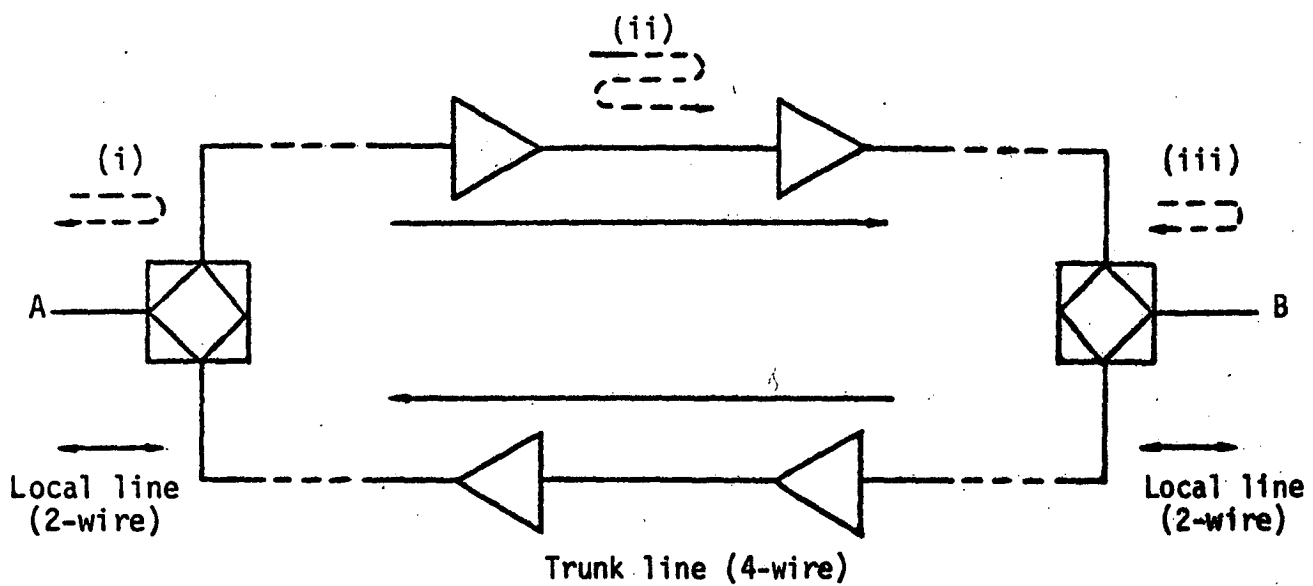 (ii)
(i)
(iii)
A
B
Local line
(2-wire)
Local line
(2-wire)
Trunk line (4-wire)